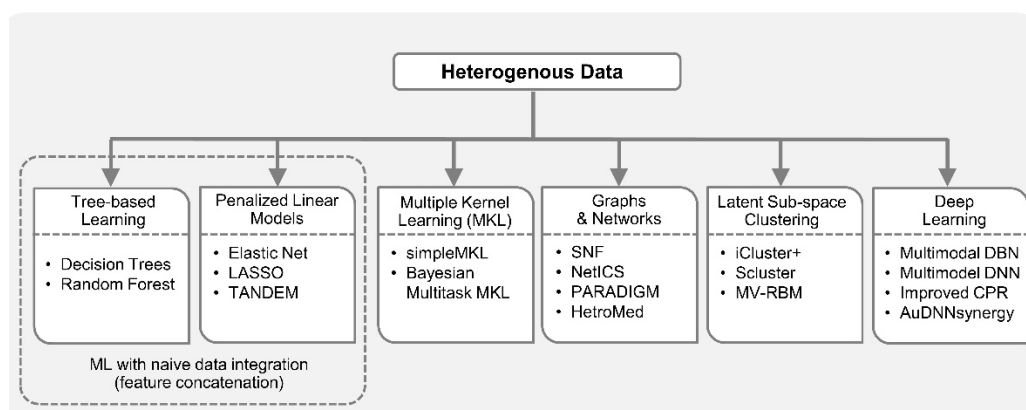 Heterogenous Data
Tree-based
Learning
• Decision Trees
• Random Forest
Penalized Linear
Models
• Elastic Net
• LASSO
• TANDEM
Multiple Kernel
Learning (MKL)
• simpleMKL
• Bayesian
Multitask MKL
Graphs
& Networks
• SNF
• NetICS
• PARADIGM
• HetroMed
Latent Sub-space
Clustering
• iCluster+
• Scluster
• MV-RBM
Deep
Learning
• Multimodal DBN
• Multimodel DNN
• Improved CPR
• AuDNNsynergy
ML with naive data integration
(feature concatenation)